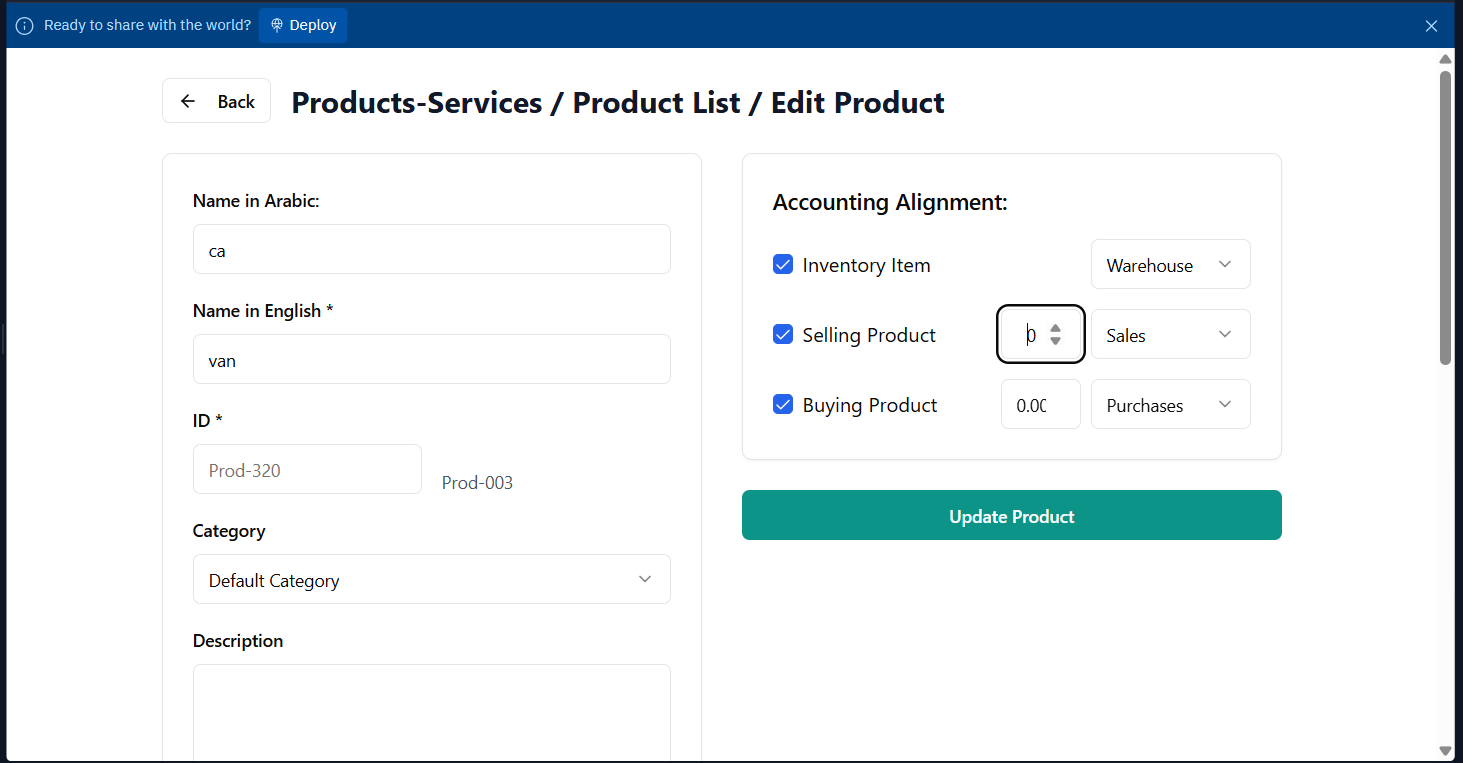 Ready to share with the world? Deploy
Back
Products-Services / Product List / Edit Product
Name in Arabic:
ca
Name in English *
van
ID *
Prod-320
Prod-003
Category
Default Category
Description
Accounting Alignment:
Inventory Item
Warehouse
Selling Product
0
Sales
Buying Product
0.00
Purchases
Update Product